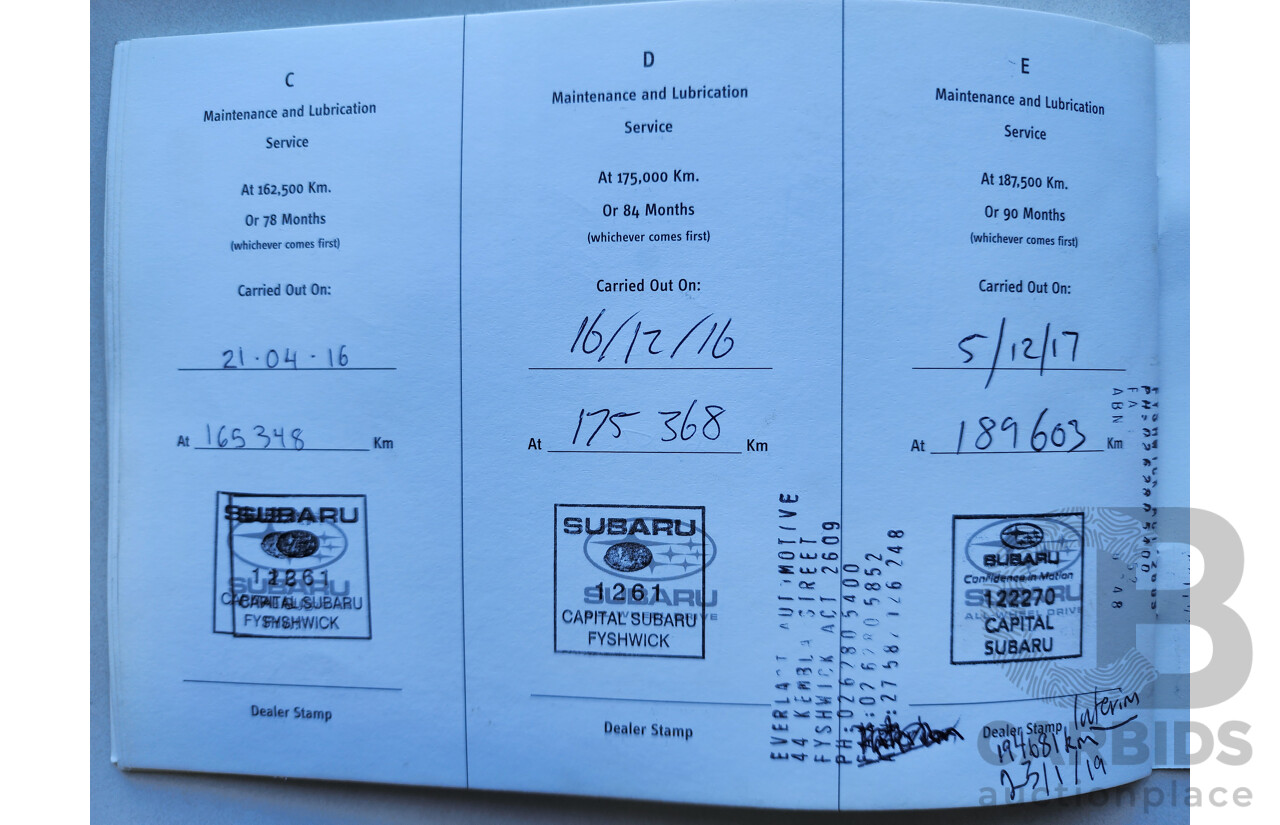 C
Maintenance and Lubrication
Service
At 162,500 Km.
Or 78 Months
(whichever comes first)
Carried Out On:
21·04·16
At 165348 Km
SUBARU
CAPITAL SUBARU
FYSHWICK
Dealer Stamp
D
Maintenance and Lubrication
Service
At 175,000 Km.
Or 84 Months
(whichever comes first)
Carried Out On:
16/12/16
At 175 368 Km
SUBARU
1261
CAPITAL SUBARU
FYSHWICK
Dealer Stamp
44 KEMBLA STREET
FYSHWICK ACT 2609
PH:0262805400
E
Maintenance and Lubrication
Service
At 187,500 Km.
Or 90 Months
(whichever comes first)
Carried Out On:
5/12/17
At 189603 Km
SUBARU
Confidence in Motion
122270
CAPITAL
SUBARU
Dealer Stamp
Interim
194681km
23/1/19
CARBIDS
auctionplace